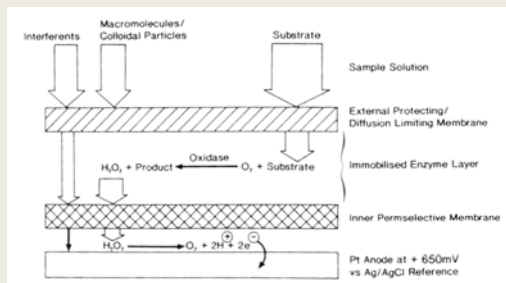 Interferents
Macromolecules/
Colloidal Particles
Substrate
Sample Solution
External Protecting/
Diffusion Limiting Membrane
H₂O₂ + Product
Oxidase
O₂ + Substrate
Immobilised Enzyme Layer
Inner Permselective Membrane
H₂O₂
O₂ + 2H⁺ + 2e⁻
Pt Anode at + 650mV
vs Ag/AgCl Reference